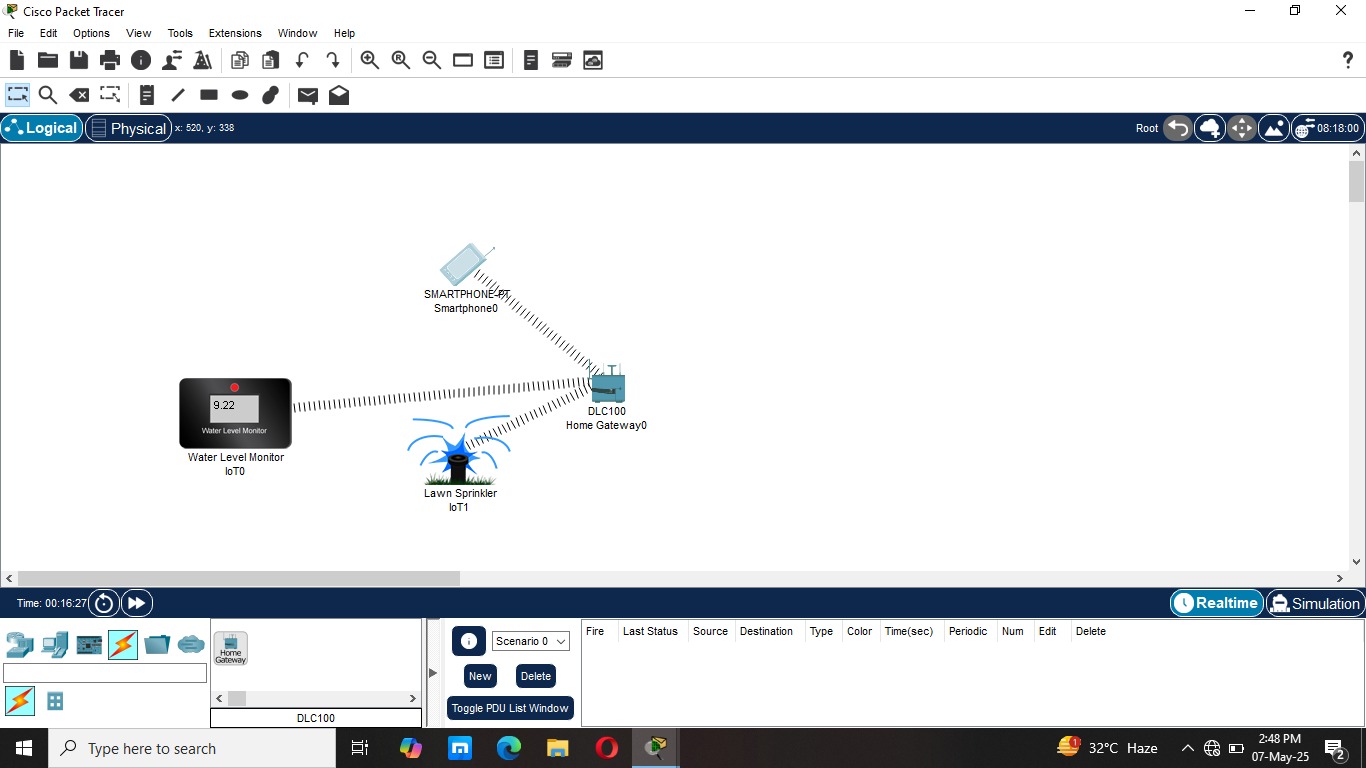 Cisco Packet Tracer
File Edit Options View Tools Extensions Window Help
?
Logical Physical x: 520, y: 338 Root 08:18:00
SMARTPHONE-PT
Smartphone0
DLC100
Home Gateway0
9.22
Water Level Monitor
Water Level Monitor
IoT0
Lawn Sprinkler
IoT1
Time: 00:16:27 Realtime Simulation
Scenario 0
Fire Last Status Source Destination Type Color Time(sec) Periodic Num Edit Delete
Home
Gateway
New Delete
Toggle PDU List Window
DLC100
Type here to search
1 32°C Haze
2:48 PM
07-May-25
2